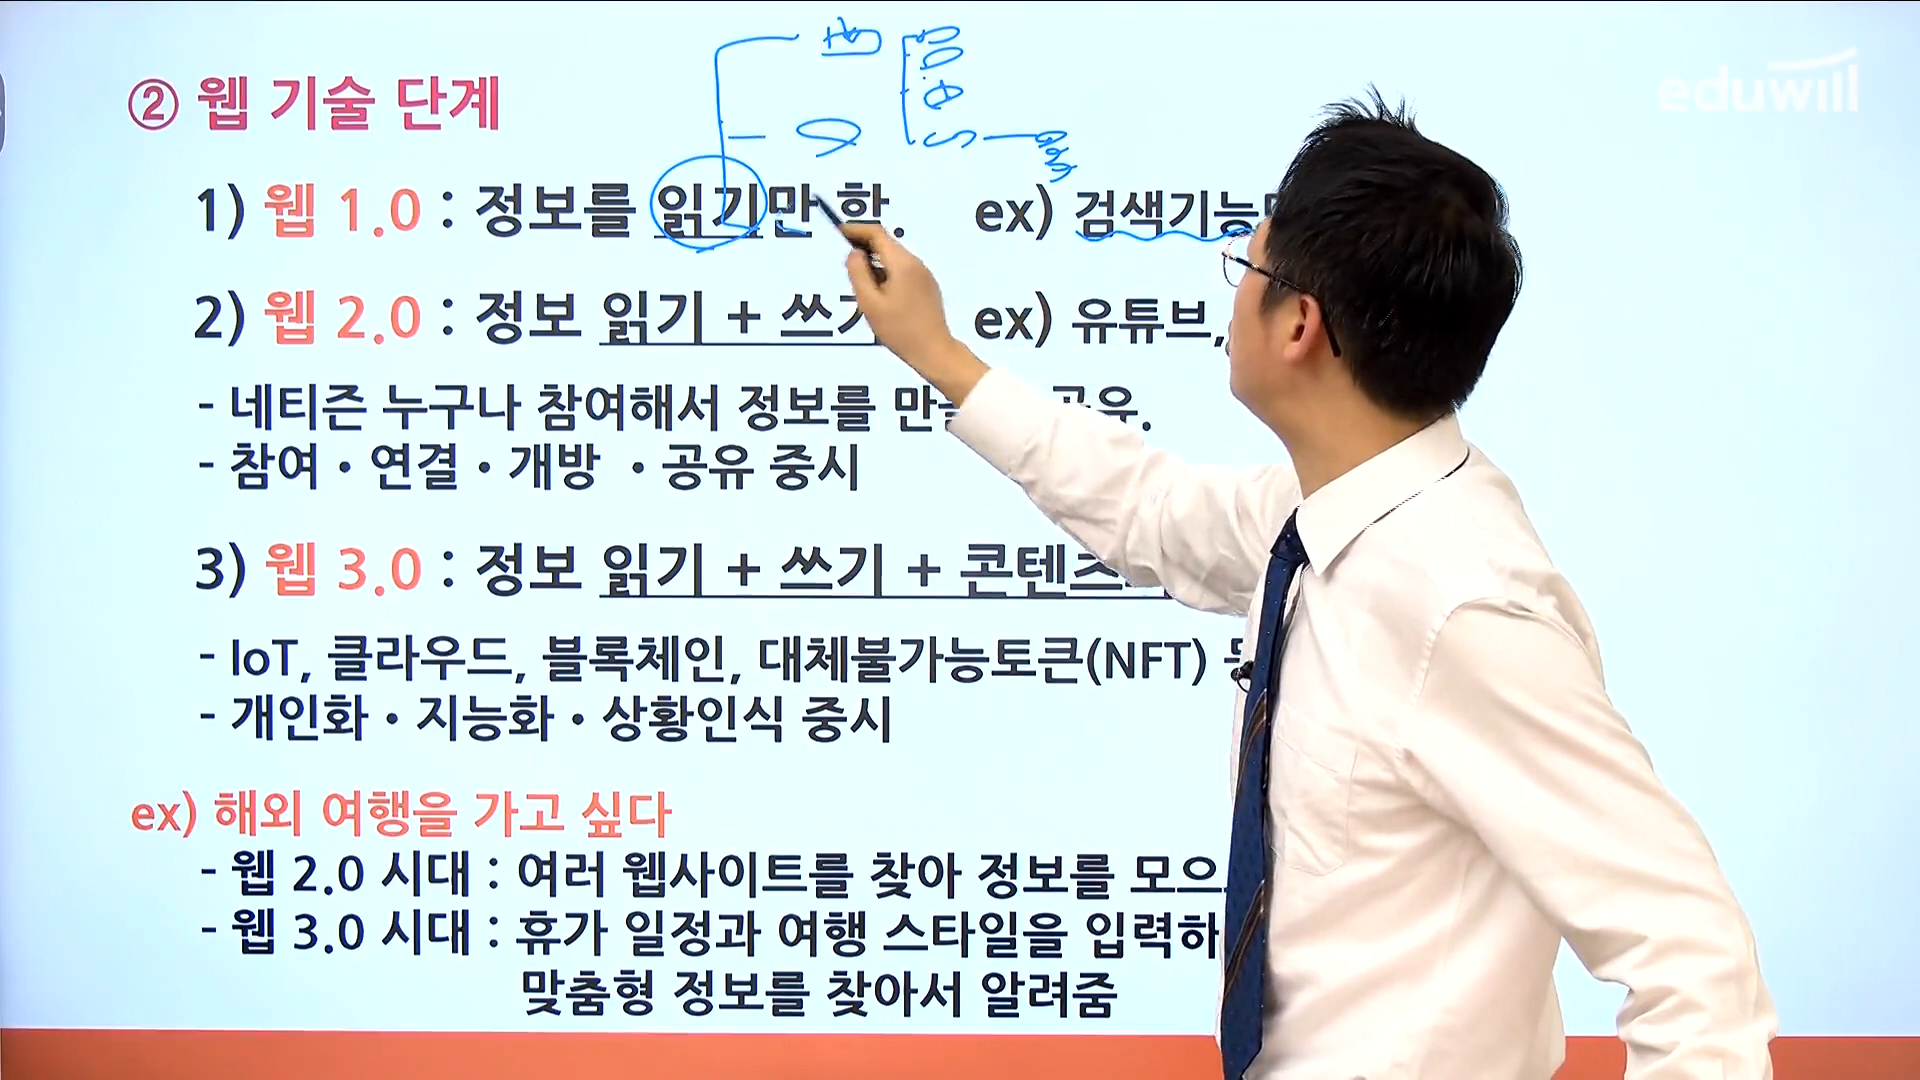 eduwill
② 웹 기술 단계
1) 웹 1.0 : 정보를 읽기만 함. ex) 검색기능
2) 웹 2.0 : 정보 읽기 + 쓰기 ex) 유튜브,
- 네티즌 누구나 참여해서 정보를 공유.
- 참여 · 연결 · 개방 · 공유 중시
3) 웹 3.0 : 정보 읽기 + 쓰기 + 콘텐츠
- IoT, 클라우드, 블록체인, 대체불가능토큰(NFT)
- 개인화 · 지능화 · 상황인식 중시
ex) 해외 여행을 가고 싶다
- 웹 2.0 시대 : 여러 웹사이트를 찾아 정보를 모으
- 웹 3.0 시대 : 휴가 일정과 여행 스타일을 입력하
맞춤형 정보를 찾아서 알려줌